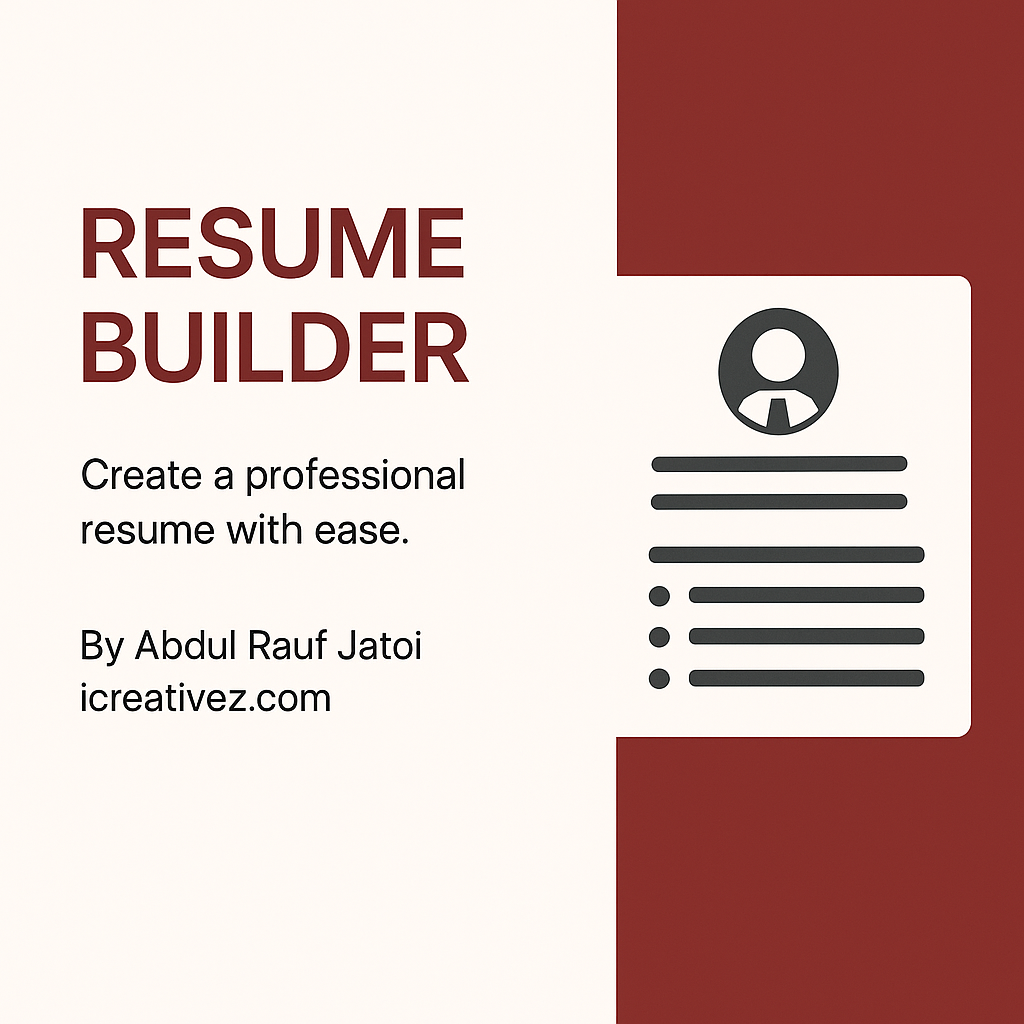 RESUME
BUILDER
Create a professional
resume with ease.
By Abdul Rauf Jatoi
icreativez.com